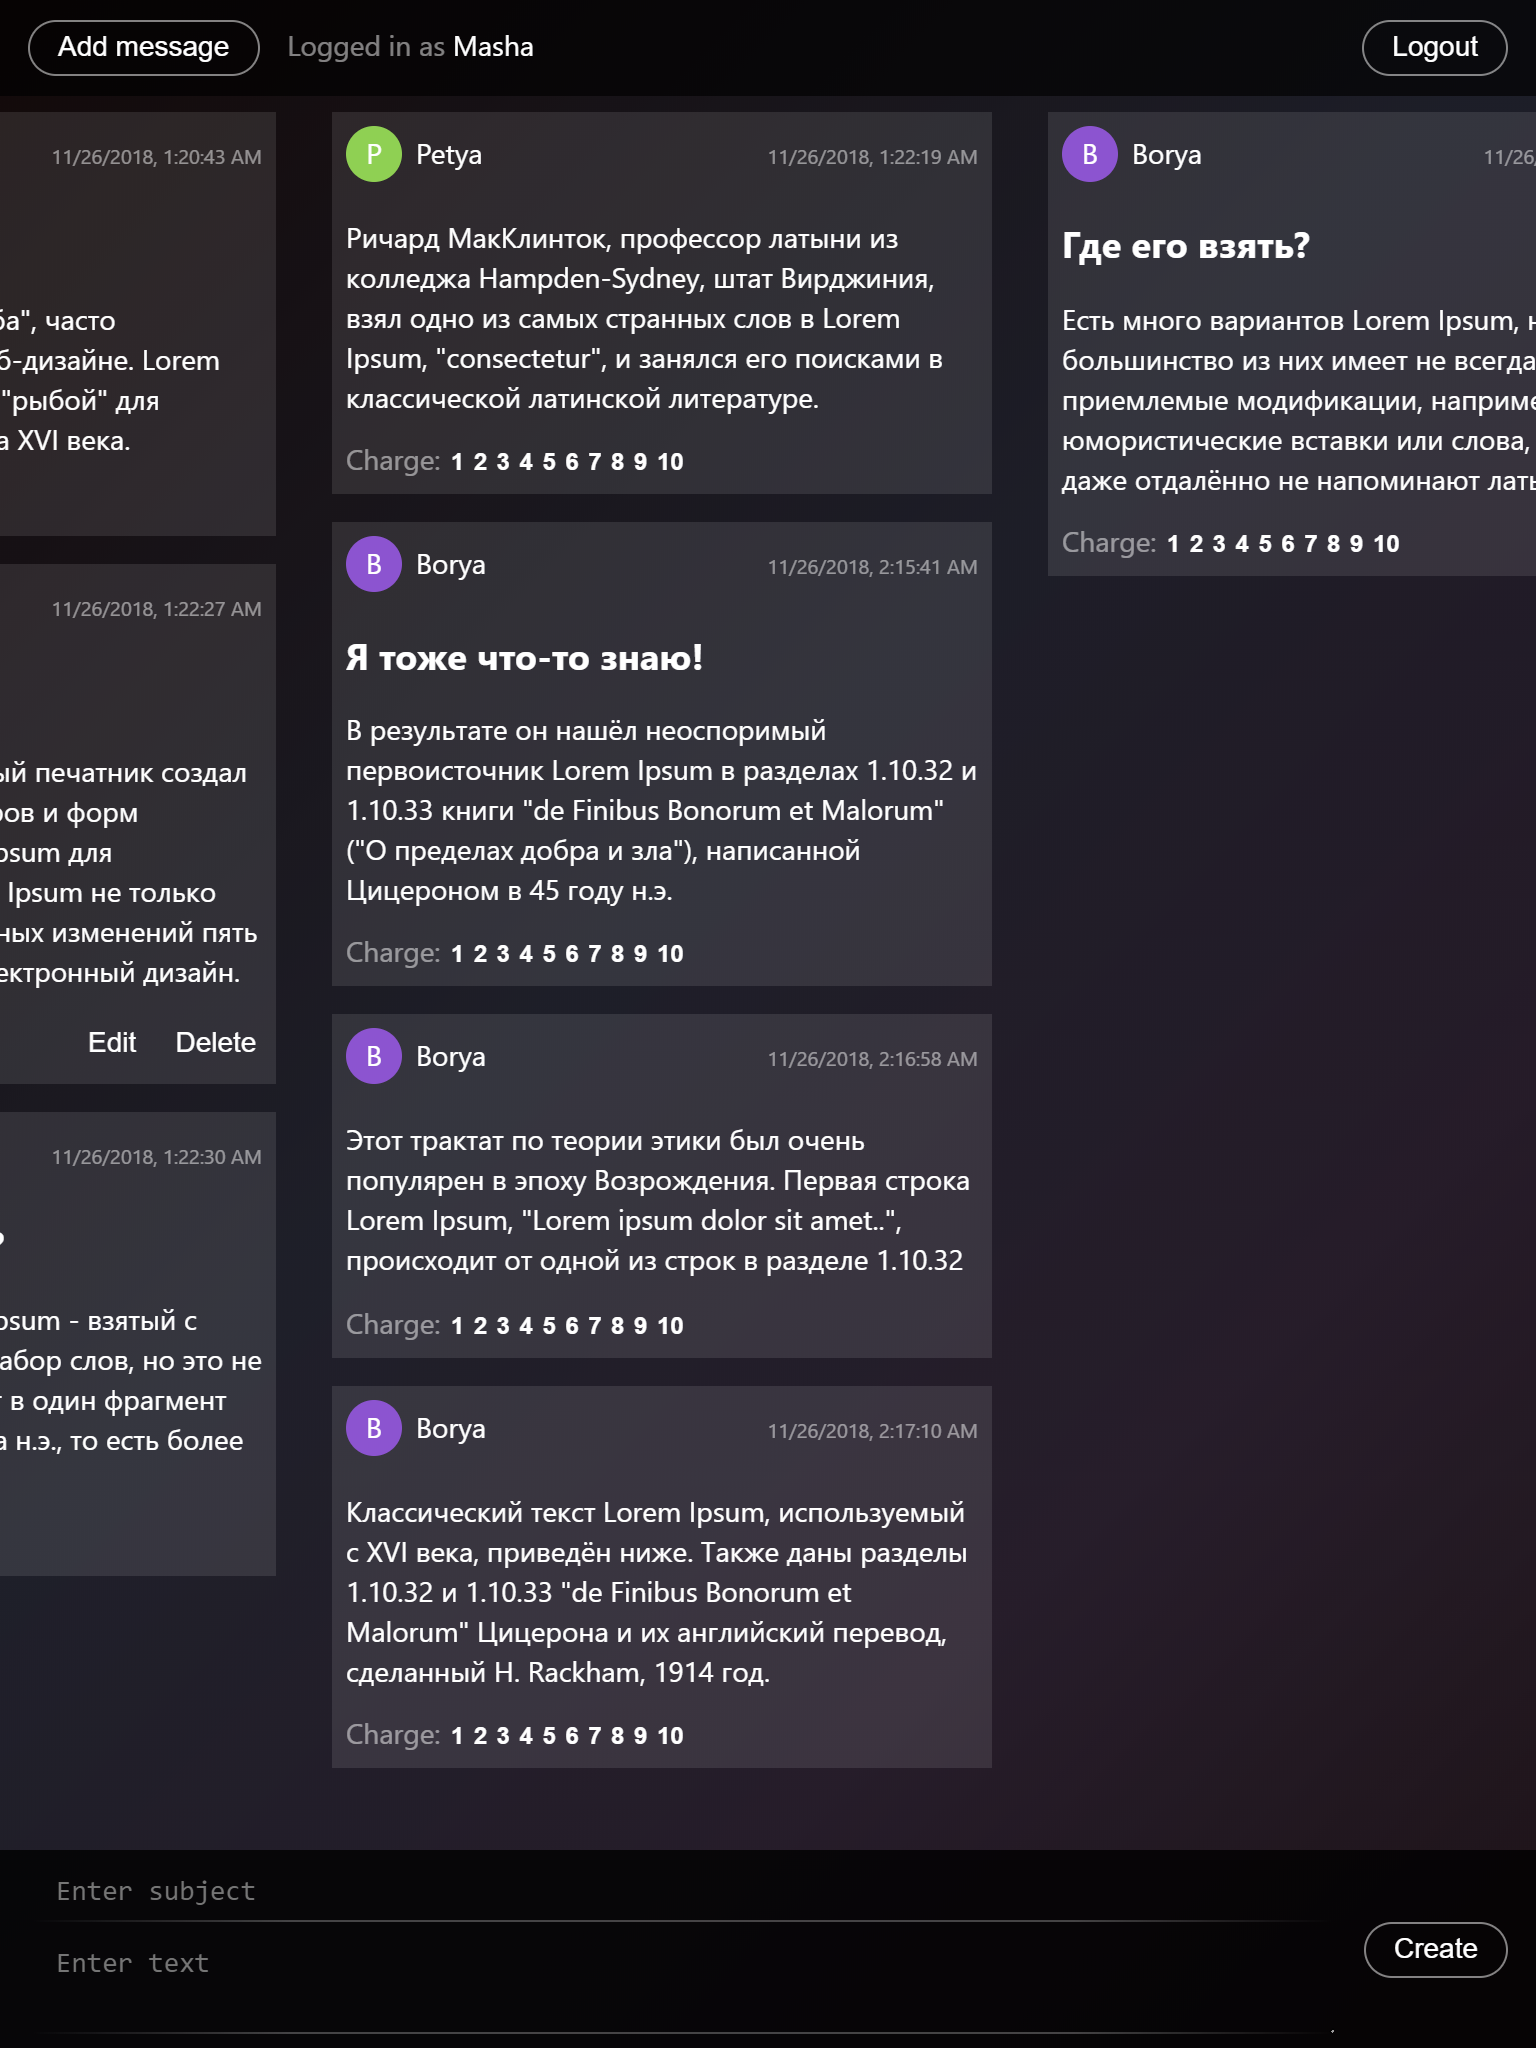 Add message
Logged in as Masha
Logout
11/26/2018, 1:20:43 AM
часто
Lorem
"рыбой" для
XVI века.
11/26/2018, 1:22:27 AM
печатник создал
и форм
для
Ipsum не только
изменений пять
дизайн.
Edit Delete
11/26/2018, 1:22:30 AM
- взятый с
слов, но это не
в один фрагмент
н.э., то есть более
P Petya 11/26/2018, 1:22:19 AM
Ричард МакКлинток, профессор латыни из
колледжа Hampden-Sydney, штат Вирджиния,
взял одно из самых странных слов в Lorem
Ipsum, "consectetur", и занялся его поисками в
классической латинской литературе.
Charge: 1 2 3 4 5 6 7 8 9 10
B Borya 11/26/2018, 2:15:41 AM
Я тоже что-то знаю!
В результате он нашёл неоспоримый
первоисточник Lorem Ipsum в разделах 1.10.32 и
1.10.33 книги "de Finibus Bonorum et Malorum"
("О пределах добра и зла"), написанной
Цицероном в 45 году н.э.
Charge: 1 2 3 4 5 6 7 8 9 10
B Borya 11/26/2018, 2:16:58 AM
Этот трактат по теории этики был очень
популярен в эпоху Возрождения. Первая строка
Lorem Ipsum, "Lorem ipsum dolor sit amet..",
происходит от одной из строк в разделе 1.10.32
Charge: 1 2 3 4 5 6 7 8 9 10
B Borya 11/26/2018, 2:17:10 AM
Классический текст Lorem Ipsum, используемый
с XVI века, приведён ниже. Также даны разделы
1.10.32 и 1.10.33 "de Finibus Bonorum et
Malorum" Цицерона и их английский перевод,
сделанный H. Rackham, 1914 год.
Charge: 1 2 3 4 5 6 7 8 9 10
B Borya
Где его взять?
Есть много вариантов Lorem Ipsum,
большинство из них имеет не всегда
приемлемые модификации,
юмористические вставки или слова,
даже отдалённо не напоминают
Charge: 1 2 3 4 5 6 7 8 9 10
Enter subject
Enter text
Create